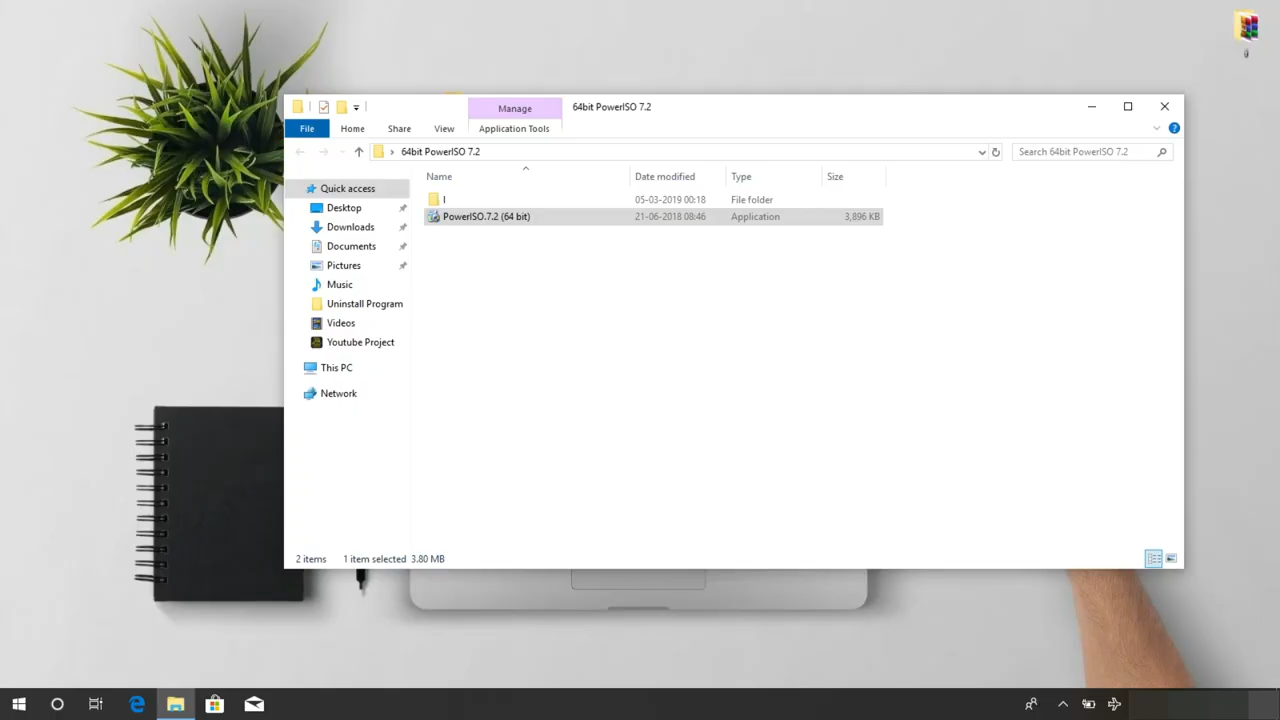 Manage
64bit PowerISO 7.2
File
Home
Share
View
Application Tools
64bit PowerISO 7.2
Search 64bit PowerISO 7.2
Name
Date modified
Type
Size
Quick access
Desktop
Downloads
Documents
Pictures
Music
Uninstall Program
Videos
Youtube Project
This PC
Network
I
05-03-2019 00:18
File folder
PowerISO.7.2 (64 bit)
21-06-2018 08:46
Application
3,896 KB
2 items
1 item selected 3.80 MB